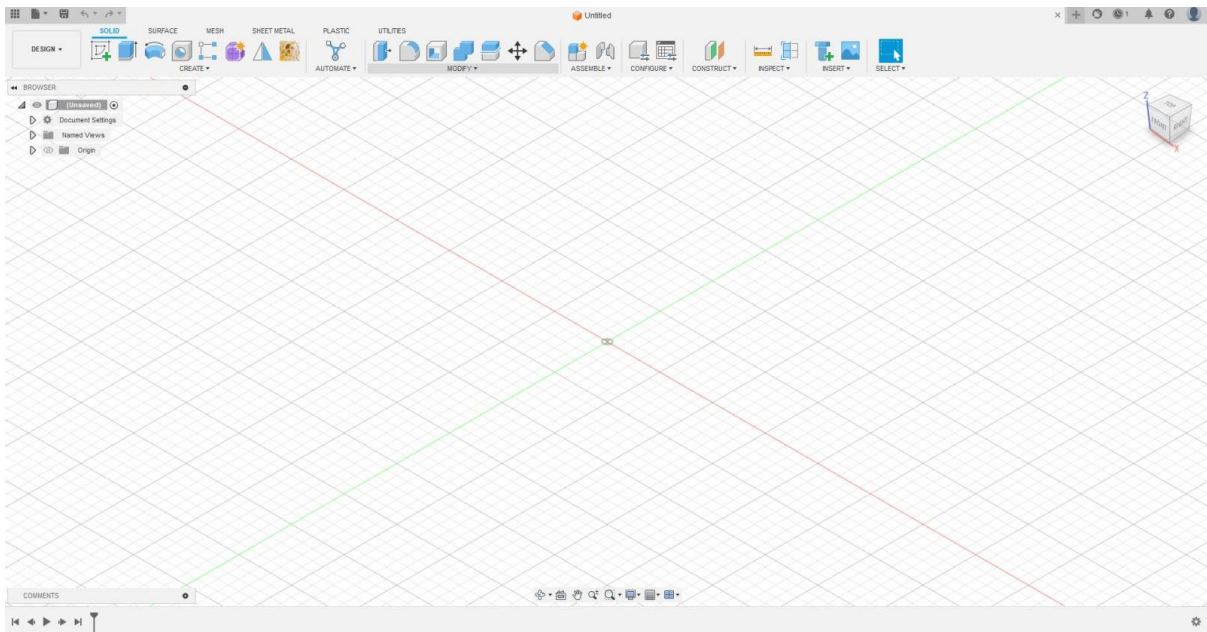 Untitled
1
DESIGN
SOLID SURFACE MESH SHEET METAL PLASTIC UTILITIES
CREATE AUTOMATE MODIFY ASSEMBLE CONFIGURE CONSTRUCT INSPECT INSERT SELECT
BROWSER
(Unsaved)
Document Settings
Named Views
Origin
Z
TOP
FRONT RIGHT
X
COMMENTS